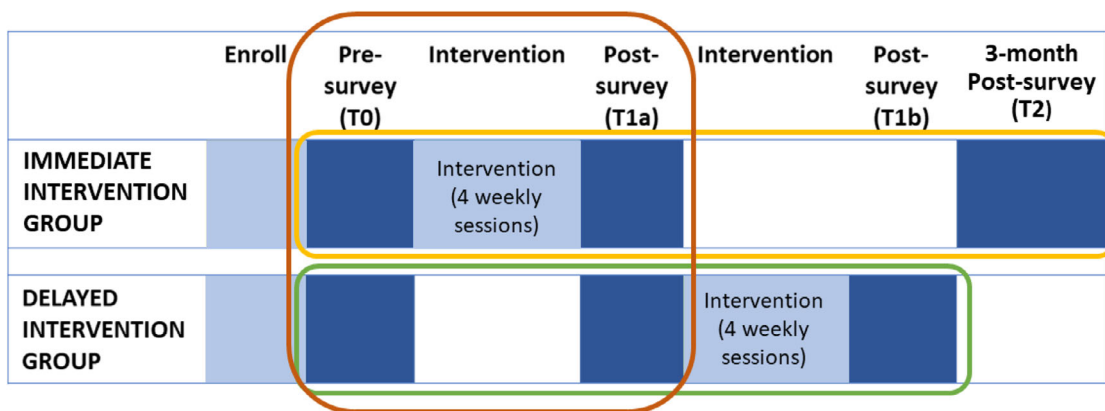 Enroll
Pre-
survey
(T0)
Intervention
Post-
survey
(T1a)
Intervention
Post-
survey
(T1b)
3-month
Post-survey
(T2)
IMMEDIATE
INTERVENTION
GROUP
Intervention
(4 weekly
sessions)
DELAYED
INTERVENTION
GROUP
Intervention
(4 weekly
sessions)